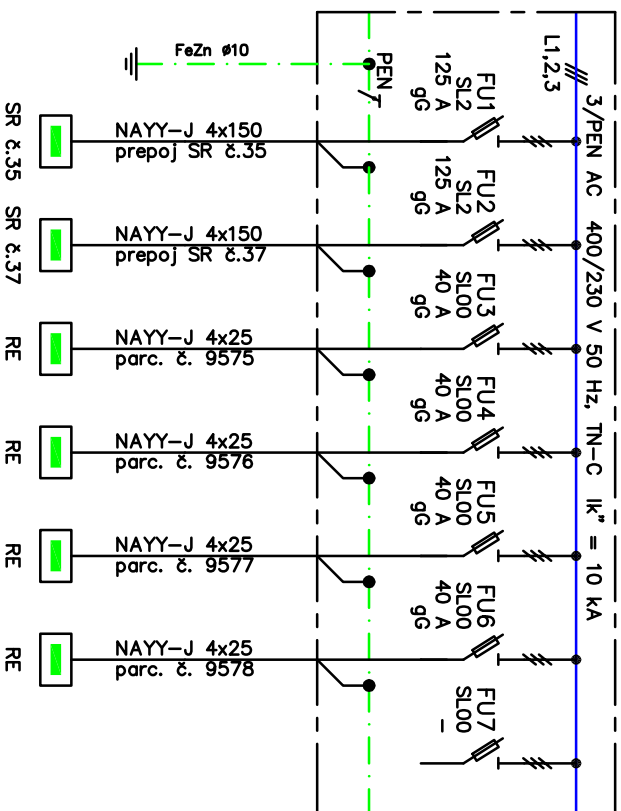 3/PEN AC 400/230 V 50 Hz, TN-C Ik" = 10 kA
L1,2,3
FU1
SL2
125 A
gG
FU2
SL2
125 A
gG
FU3
SL00
40 A
gG
FU4
SL00
40 A
gG
FU5
SL00
40 A
gG
FU6
SL00
40 A
gG
FU7
SL00
-
PEN
FeZn ø10
NAYY-J 4x150
prepoj SR č.35
NAYY-J 4x150
prepoj SR č.37
NAYY-J 4x25
parc. č. 9575
NAYY-J 4x25
parc. č. 9576
NAYY-J 4x25
parc. č. 9577
NAYY-J 4x25
parc. č. 9578
SR č.35
SR č.37
RE
RE
RE
RE